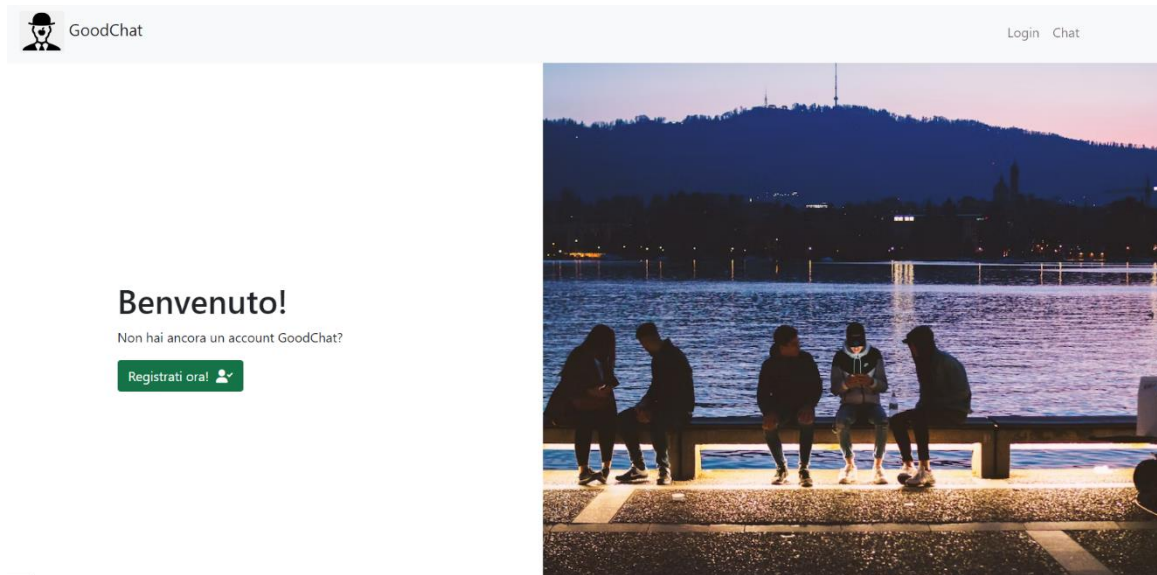 GoodChat
Login Chat
Benvenuto!
Non hai ancora un account GoodChat?
Registrati ora!